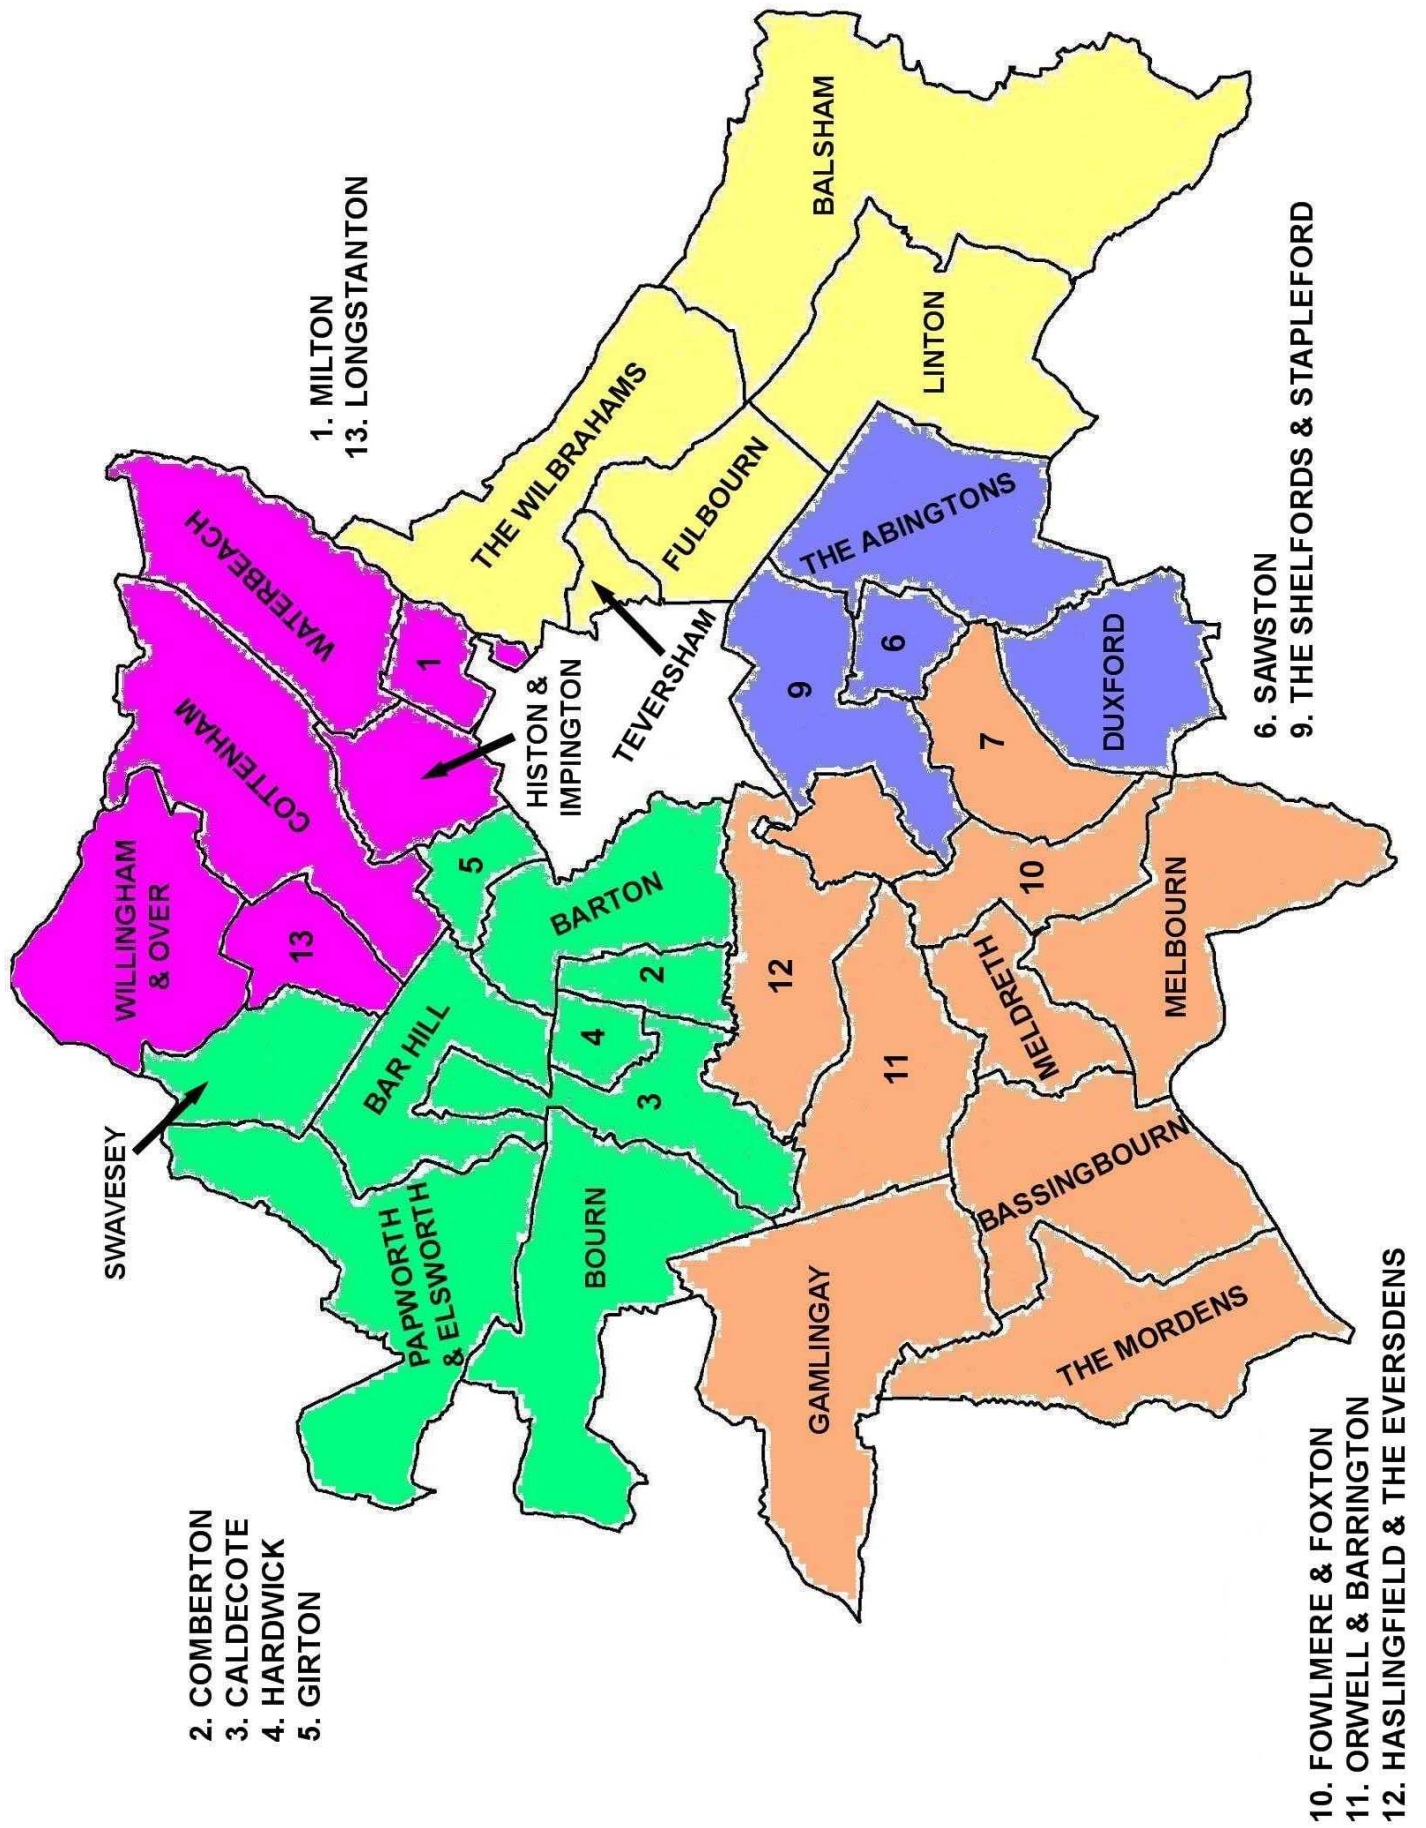 1. MILTON
13. LONGSTANTON
BALSHAM
LINTON
THE WILBRAHAMS
FULBOURN
TEVERSHAM
WATERBEACH
COTTENHAM
WILLINGHAM
& OVER
1
13
HISTON &
IMPINGTON
THE ABINGTONS
6
9
DUXFORD
6. SAWSTON
9. THE SHELFORDS & STAPLEFORD
SWAVESEY
BAR HILL
5
BARTON
2
4
3
PAPWORTH
& ELSWORTH
BOURN
2. COMBERTON
3. CALDECOTE
4. HARDWICK
5. GIRTON
7
10
12
11
MELDRETH
MELBOURN
BASSINGBOURN
GAMLINGAY
THE MORDENS
10. FOWLMERE & FOXTON
11. ORWELL & BARRINGTON
12. HASLINGFIELD & THE EVERSDENS